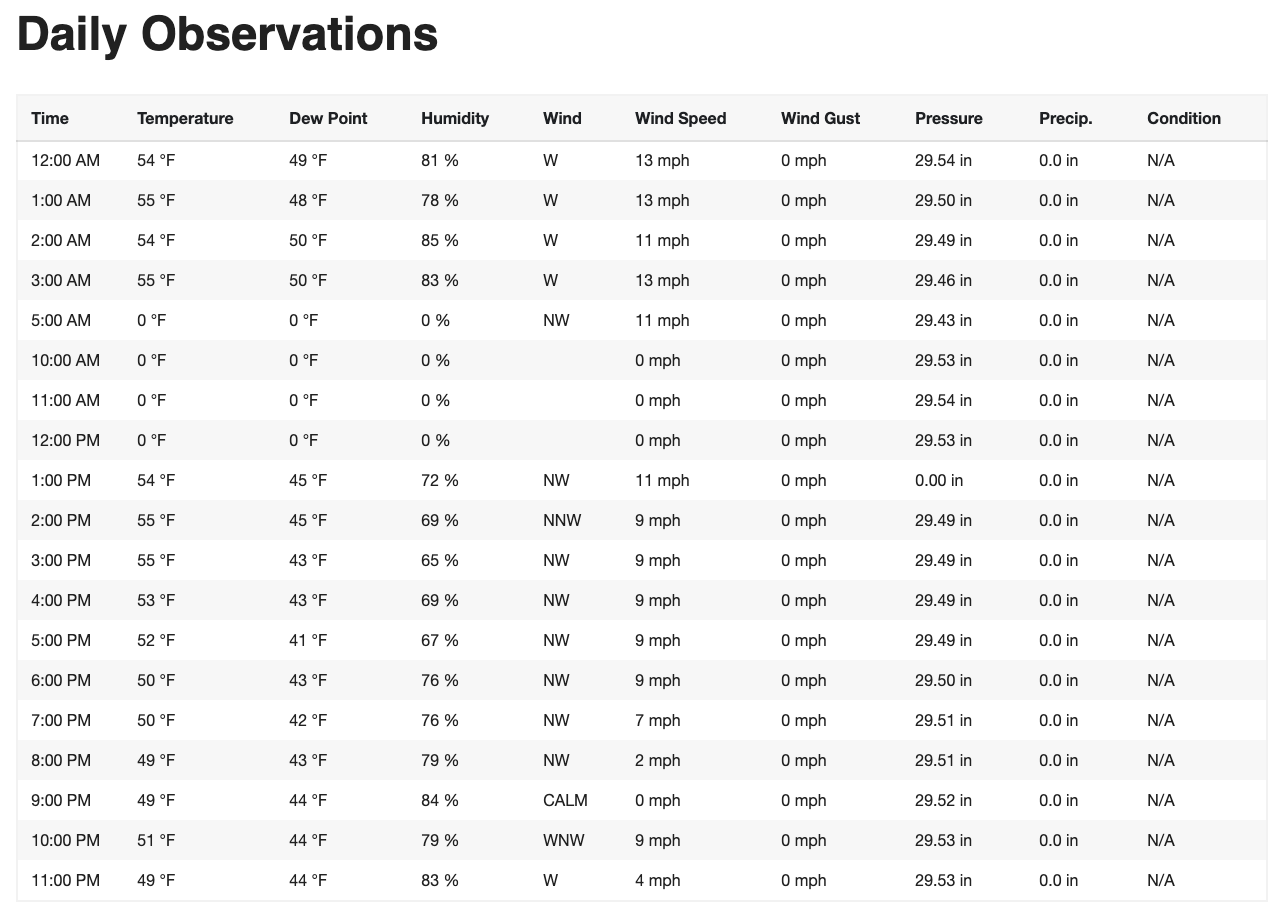 Daily Observations
Time Temperature Dew Point Humidity Wind Wind Speed Wind Gust Pressure Precip. Condition
12:00 AM 54 °F 49 °F 81 % W 13 mph 0 mph 29.54 in 0.0 in N/A
1:00 AM 55 °F 48 °F 78 % W 13 mph 0 mph 29.50 in 0.0 in N/A
2:00 AM 54 °F 50 °F 85 % W 11 mph 0 mph 29.49 in 0.0 in N/A
3:00 AM 55 °F 50 °F 83 % W 13 mph 0 mph 29.46 in 0.0 in N/A
5:00 AM 0 °F 0 °F 0 % NW 11 mph 0 mph 29.43 in 0.0 in N/A
10:00 AM 0 °F 0 °F 0 % 0 mph 0 mph 29.53 in 0.0 in N/A
11:00 AM 0 °F 0 °F 0 % 0 mph 0 mph 29.54 in 0.0 in N/A
12:00 PM 0 °F 0 °F 0 % 0 mph 0 mph 29.53 in 0.0 in N/A
1:00 PM 54 °F 45 °F 72 % NW 11 mph 0 mph 0.00 in 0.0 in N/A
2:00 PM 55 °F 45 °F 69 % NNW 9 mph 0 mph 29.49 in 0.0 in N/A
3:00 PM 55 °F 43 °F 65 % NW 9 mph 0 mph 29.49 in 0.0 in N/A
4:00 PM 53 °F 43 °F 69 % NW 9 mph 0 mph 29.49 in 0.0 in N/A
5:00 PM 52 °F 41 °F 67 % NW 9 mph 0 mph 29.49 in 0.0 in N/A
6:00 PM 50 °F 43 °F 76 % NW 9 mph 0 mph 29.50 in 0.0 in N/A
7:00 PM 50 °F 42 °F 76 % NW 7 mph 0 mph 29.51 in 0.0 in N/A
8:00 PM 49 °F 43 °F 79 % NW 2 mph 0 mph 29.51 in 0.0 in N/A
9:00 PM 49 °F 44 °F 84 % CALM 0 mph 0 mph 29.52 in 0.0 in N/A
10:00 PM 51 °F 44 °F 79 % WNW 9 mph 0 mph 29.53 in 0.0 in N/A
11:00 PM 49 °F 44 °F 83 % W 4 mph 0 mph 29.53 in 0.0 in N/A